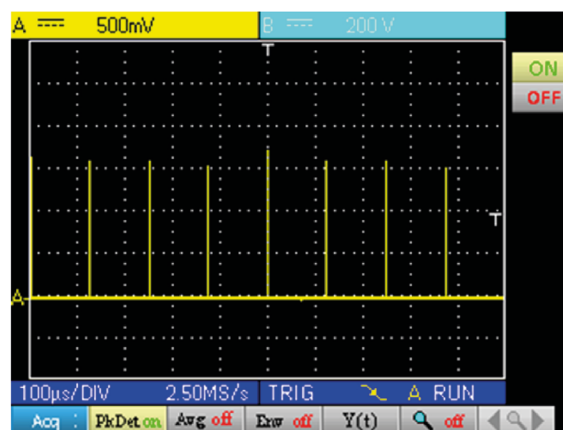 A 500mV B 200 V
T
ON
OFF
T
A
100µs/DIV 2.50MS/s TRIG A RUN
Acq : PkDet on Avg off Env off Y(t) off